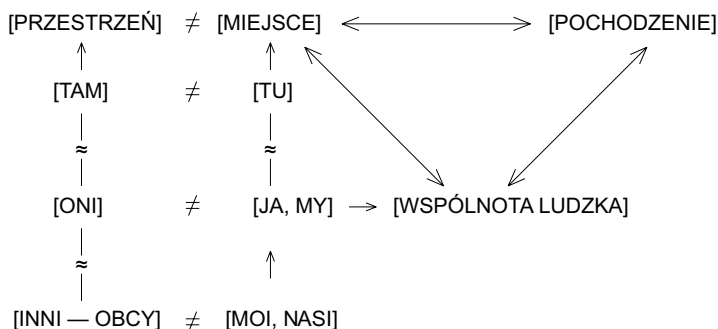 [PRZESTRZEŃ] ≠ [MIEJSCE] [POCHODZENIE]
[TAM] ≠ [TU]
≈ ≈
[ONI] ≠ [JA, MY] [WSPÓLNOTA LUDZKA]
≈
[INNI — OBCY] ≠ [MOI, NASI]